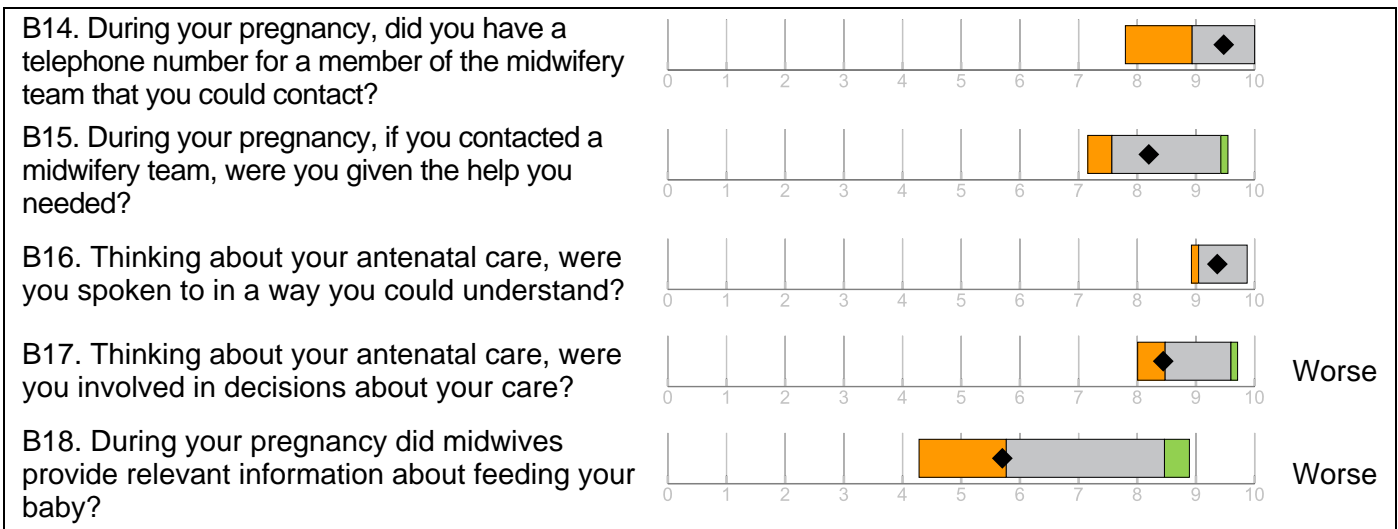 B14. During your pregnancy, did you have a
telephone number for a member of the midwifery
team that you could contact?
0 1 2 3 4 5 6 7 8 9 10
B15. During your pregnancy, if you contacted a
midwifery team, were you given the help you
needed?
0 1 2 3 4 5 6 7 8 9 10
B16. Thinking about your antenatal care, were
you spoken to in a way you could understand?
0 1 2 3 4 5 6 7 8 9 10
B17. Thinking about your antenatal care, were
you involved in decisions about your care?
Worse
0 1 2 3 4 5 6 7 8 9 10
B18. During your pregnancy did midwives
provide relevant information about feeding your
baby?
Worse
0 1 2 3 4 5 6 7 8 9 10